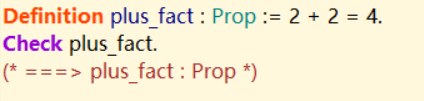 Definition plus_fact : Prop := 2 + 2 = 4.
Check plus_fact.
(* ===> plus_fact : Prop *)